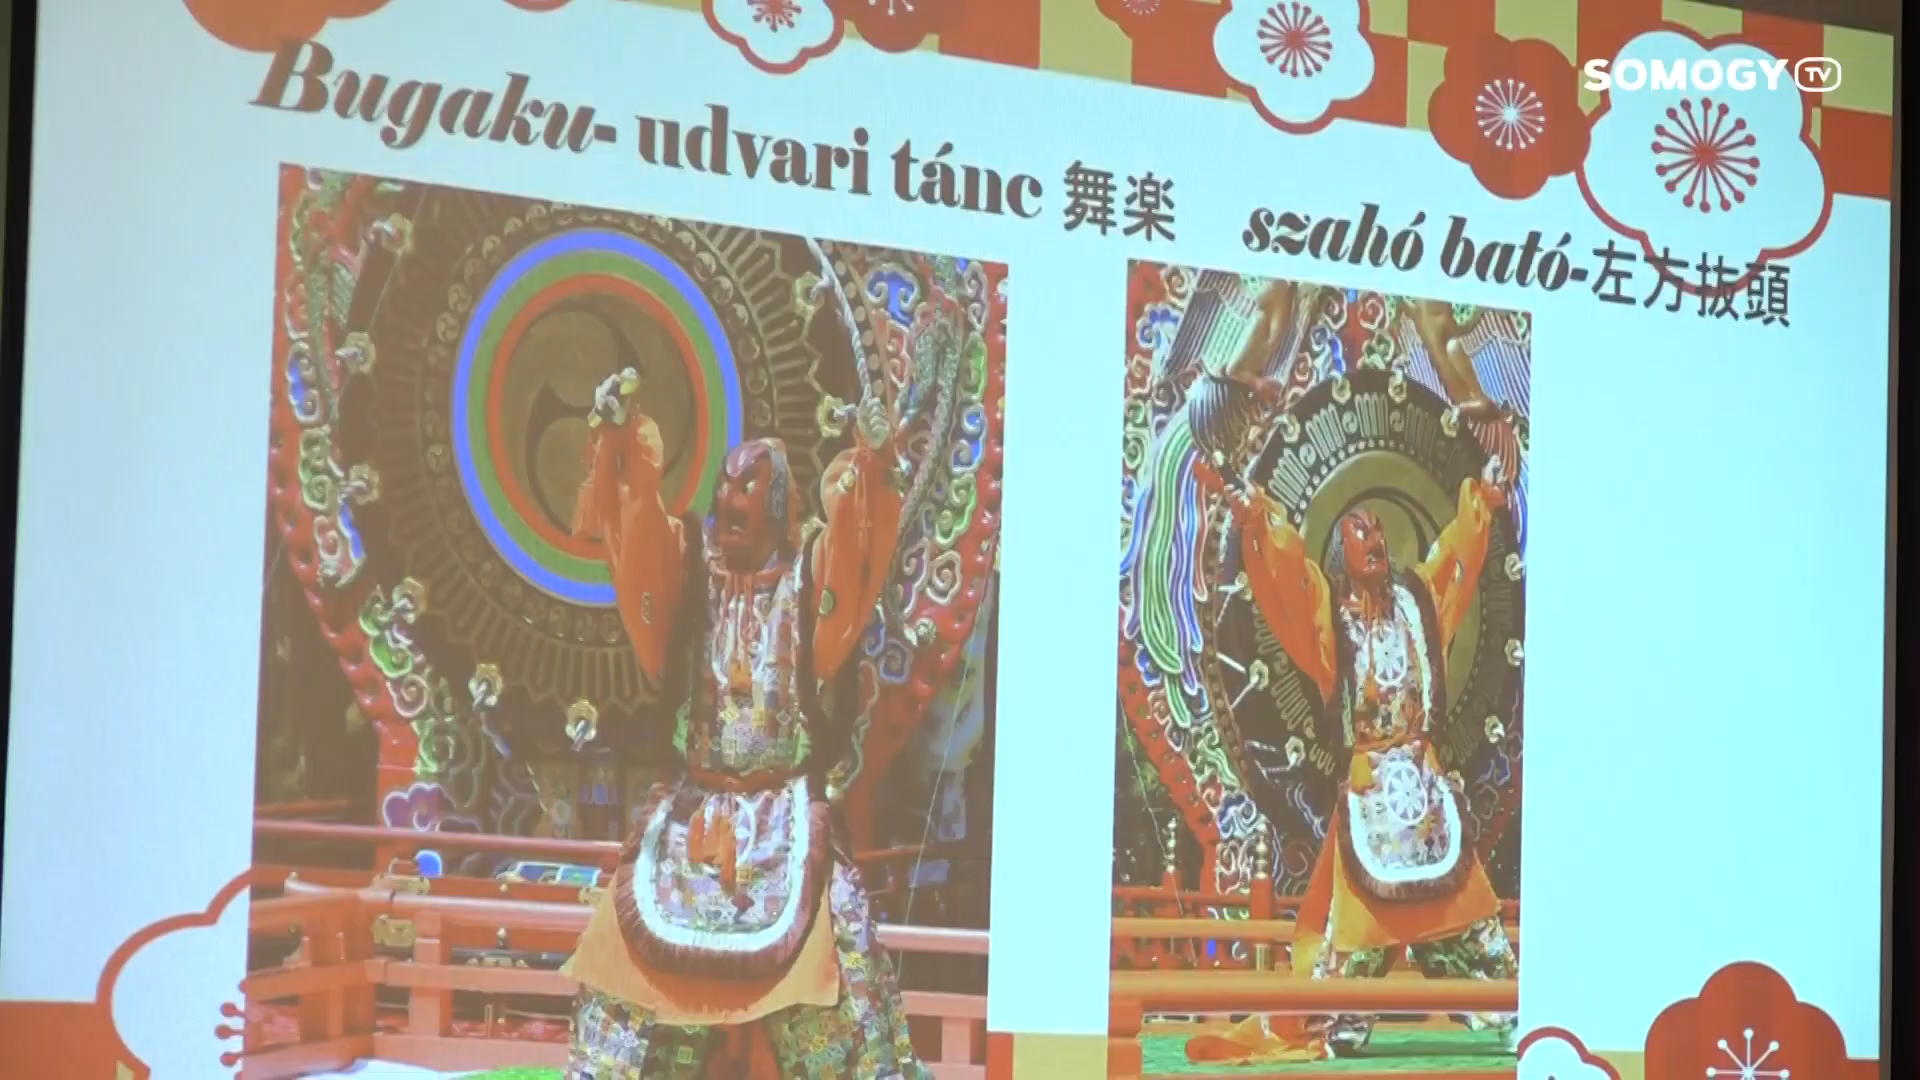 SOMOGY TV
Bugaku- udvari tánc 舞楽
szahó bató-左方抜頭